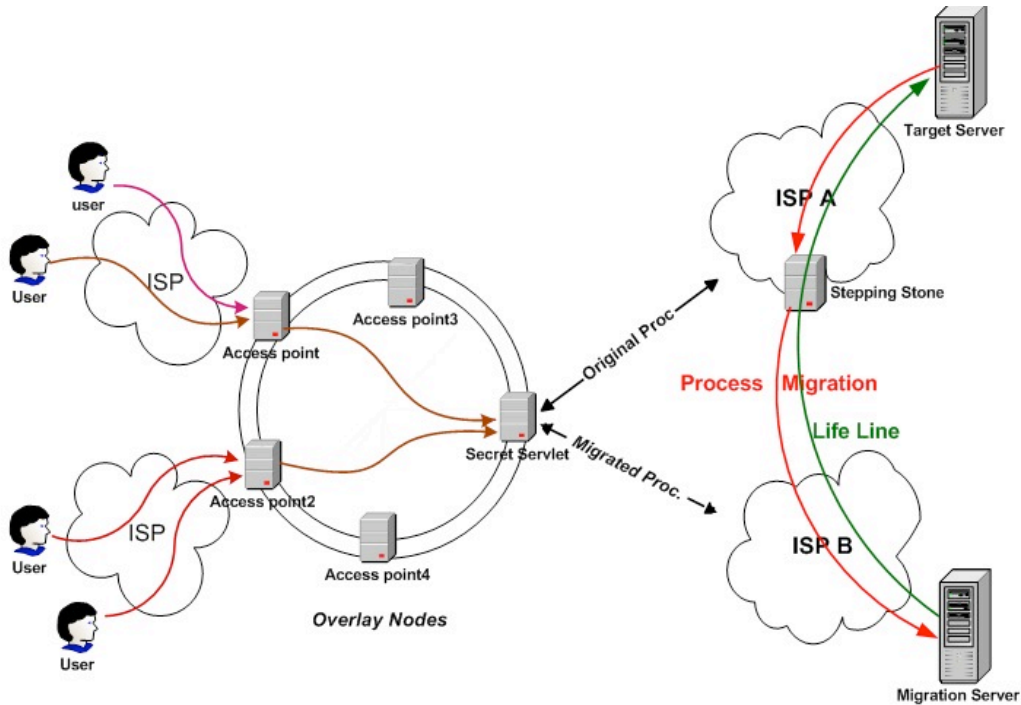 Target Server
user
ISP A
User
ISP
Stepping Stone
Access point3
Access point
Original Proc
Process Migration
Life Line
Secret Servlet
Migrated Proc.
Access point2
ISP
User
ISP B
Access point4
Overlay Nodes
User
Migration Server